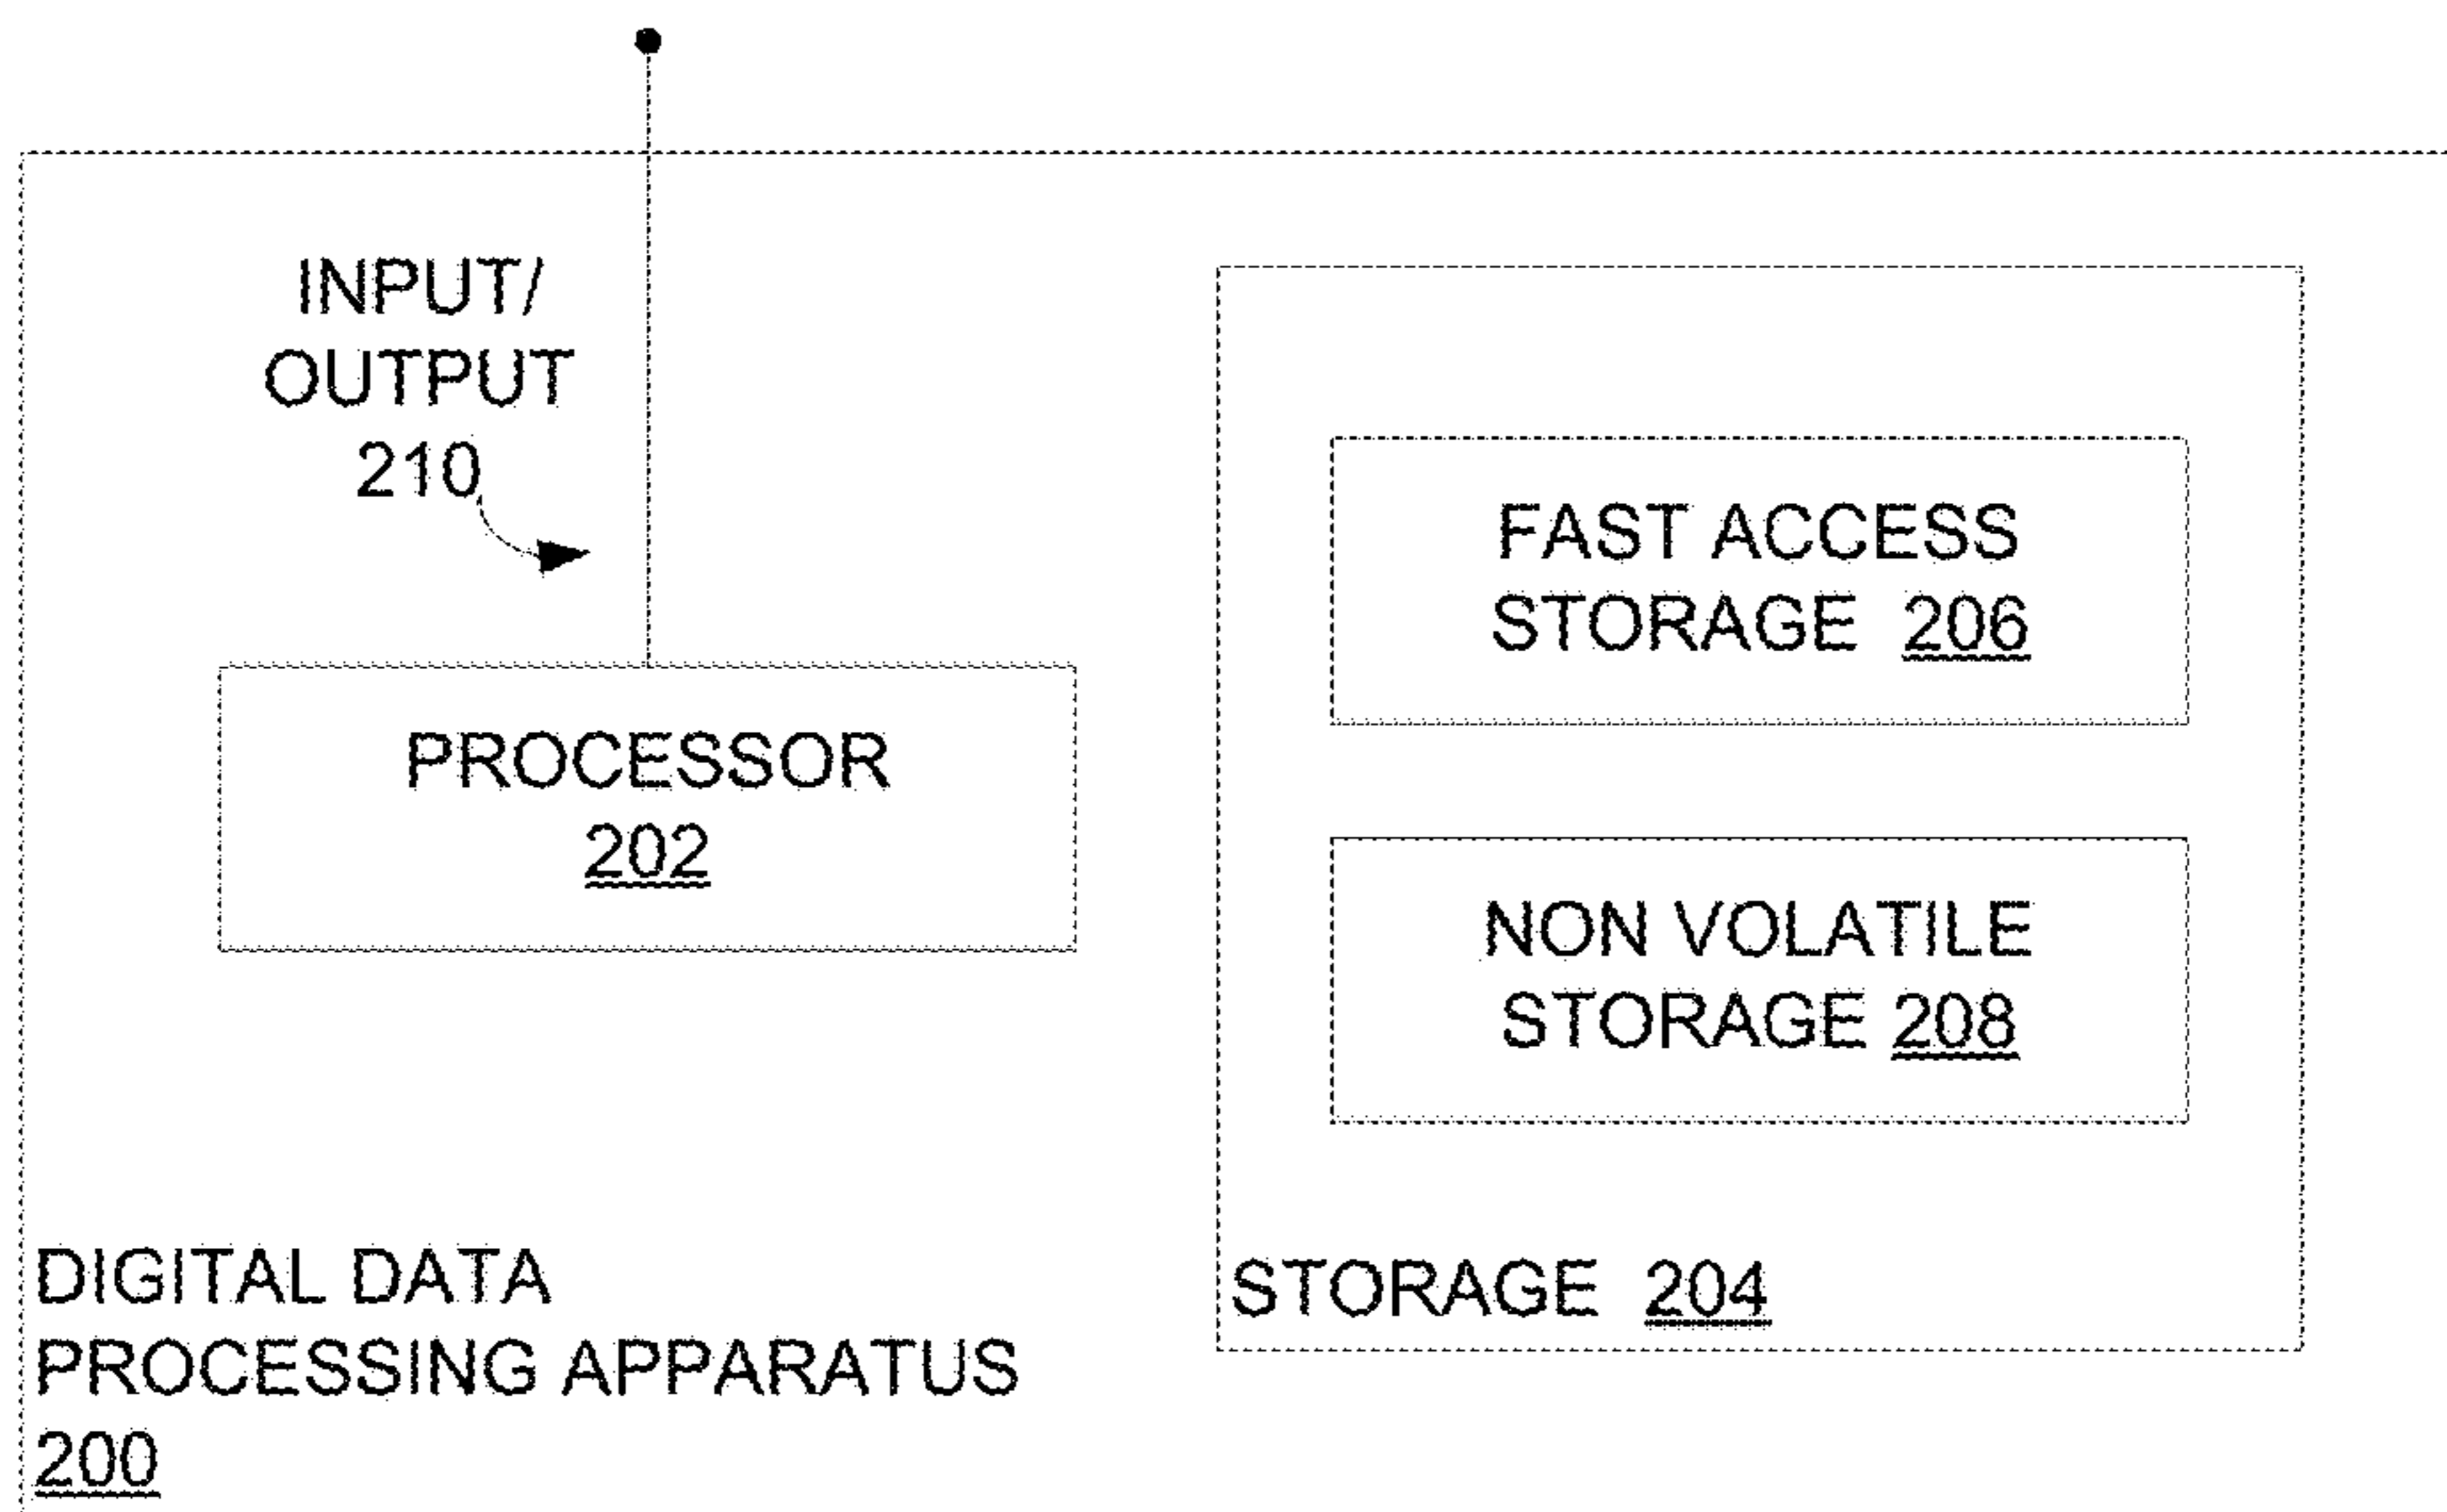 INPUT/
OUTPUT
210
PROCESSOR
202
FAST ACCESS
STORAGE 206
NON VOLATILE
STORAGE 208
STORAGE 204
DIGITAL DATA
PROCESSING APPARATUS
200